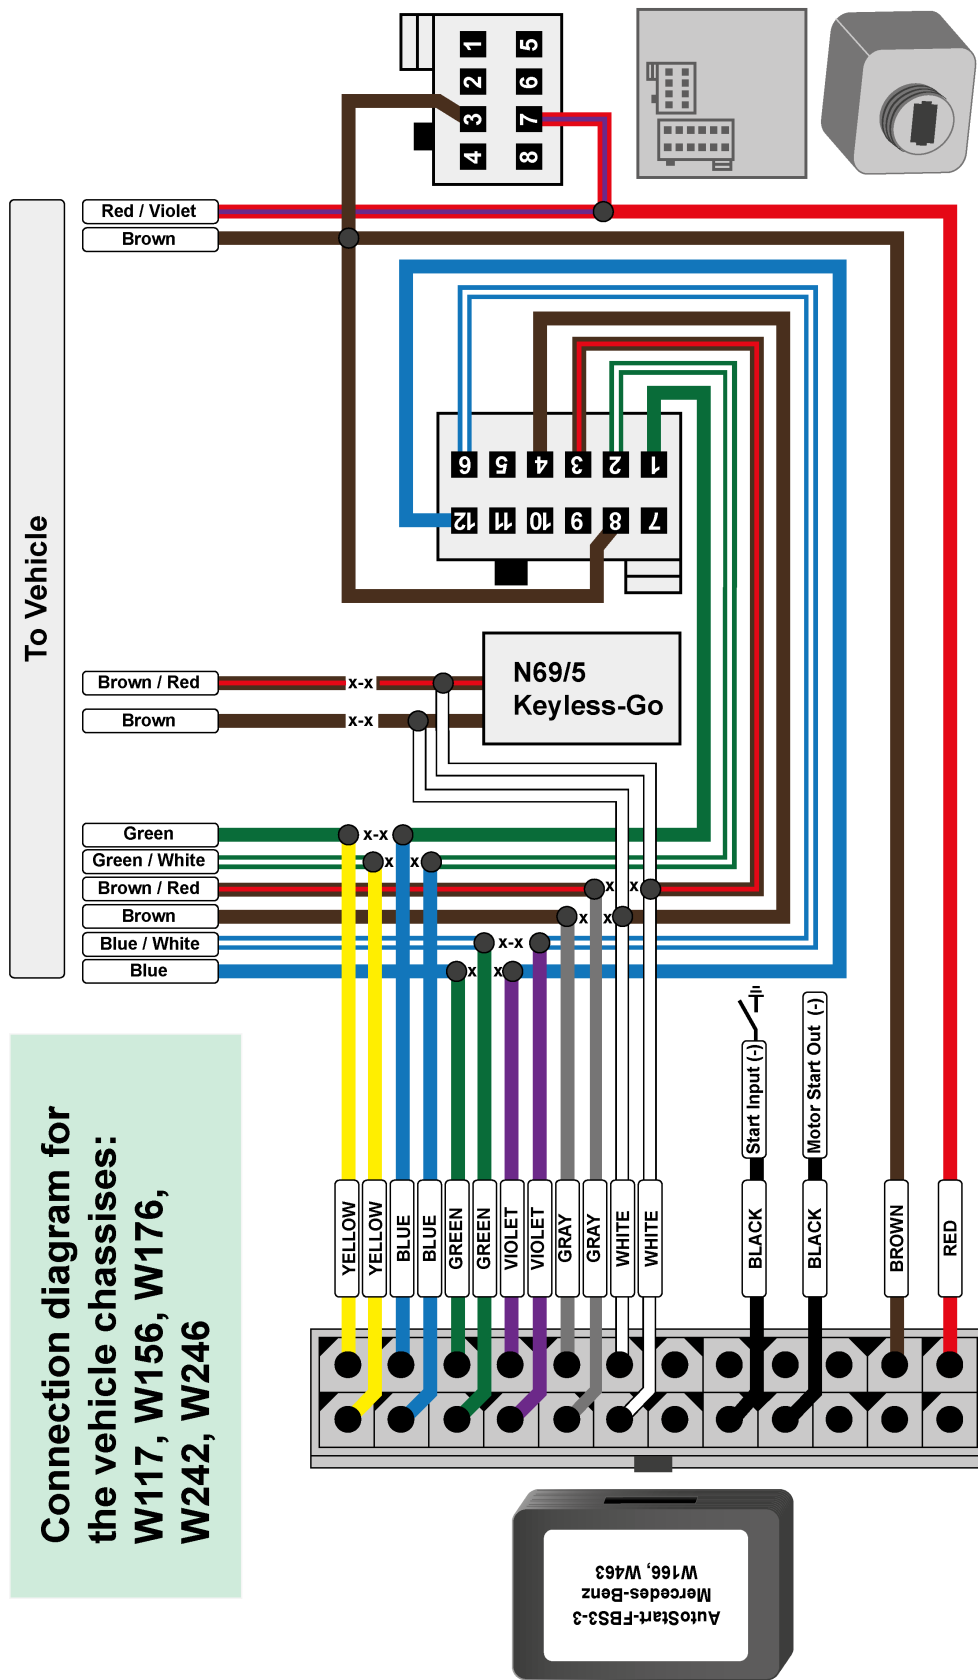 1
2
3
4
5
6
7
8
Red / Violet
Brown
To Vehicle
6
5
4
3
2
1
12
11
10
9
8
7
N69/5
Keyless-Go
Brown / Red
x-x
Brown
x-x
Green
x-x
Green / White
x x
Brown / Red
x x
Brown
x x
Blue / White
x-x
Blue
x x
Start Input (-)
Motor Start Out (-)
YELLOW
YELLOW
BLUE
BLUE
GREEN
GREEN
VIOLET
VIOLET
GRAY
GRAY
WHITE
WHITE
BLACK
BLACK
BROWN
RED
Connection diagram for
the vehicle chassises:
W117, W156, W176,
W242, W246
AutoStart-FBS3-3
Mercedes-Benz
W166, W463